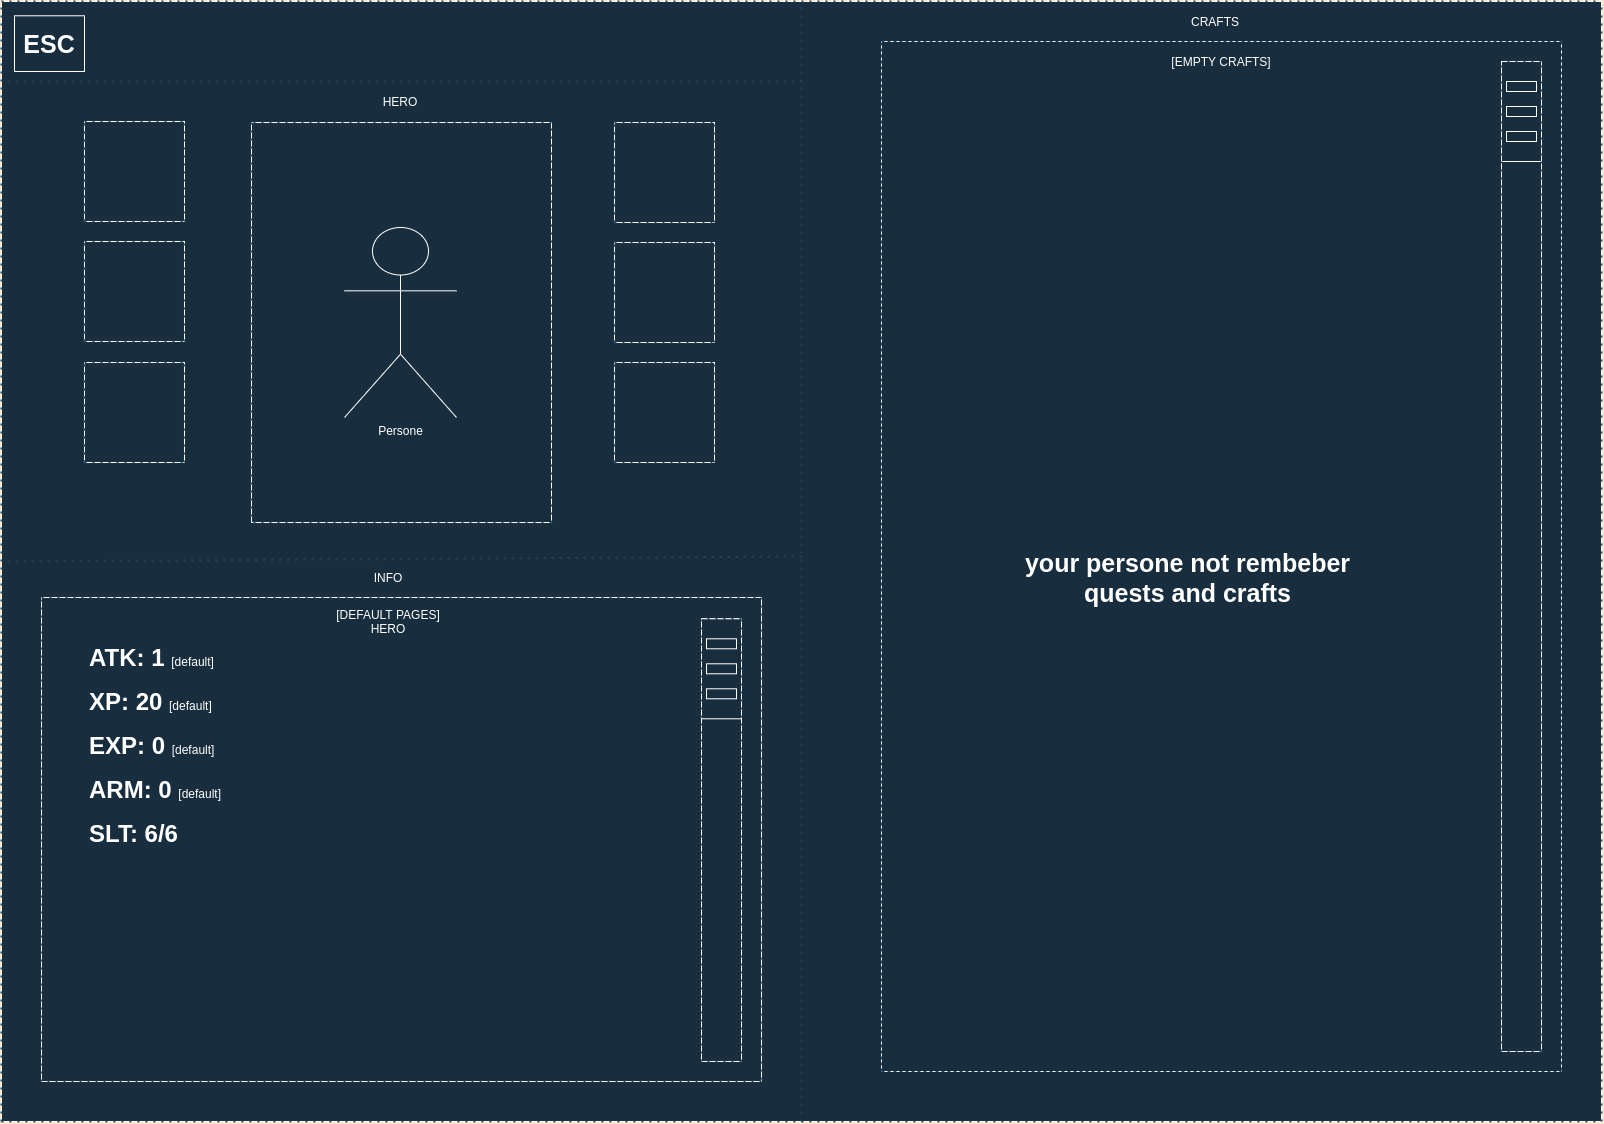 ESC
HERO
Persone
INFO
[DEFAULT PAGES]
HERO
ATK: 1 [default]
XP: 20 [default]
EXP: 0 [default]
ARM: 0 [default]
SLT: 6/6
CRAFTS
[EMPTY CRAFTS]
your persone not rembeber
quests and crafts